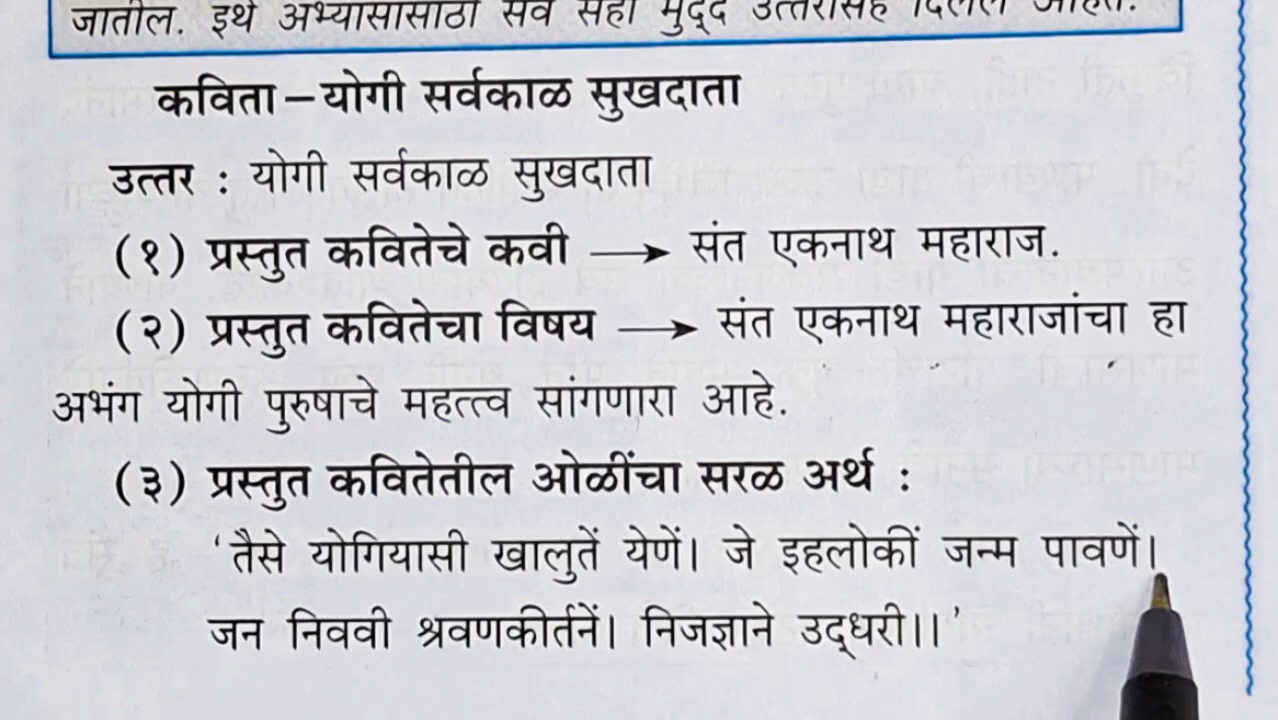 जातील. इथे अभ्यासासाठी सर्व सही मुद्दे उत्तरांसह दिलेले आहेत.
कविता – योगी सर्वकाळ सुखदाता
उत्तर : योगी सर्वकाळ सुखदाता
(१) प्रस्तुत कवितेचे कवी → संत एकनाथ महाराज.
(२) प्रस्तुत कवितेचा विषय → संत एकनाथ महाराजांचा हा
अभंग योगी पुरुषाचे महत्त्व सांगणारा आहे.
(३) प्रस्तुत कवितेतील ओळींचा सरळ अर्थ :
‘तैसे योगियासी खालुतें येणें। जे इहलोकीं जन्म पावणें।
जन निववी श्रवणकीर्तनें। निजज्ञाने उद्धरी।।’